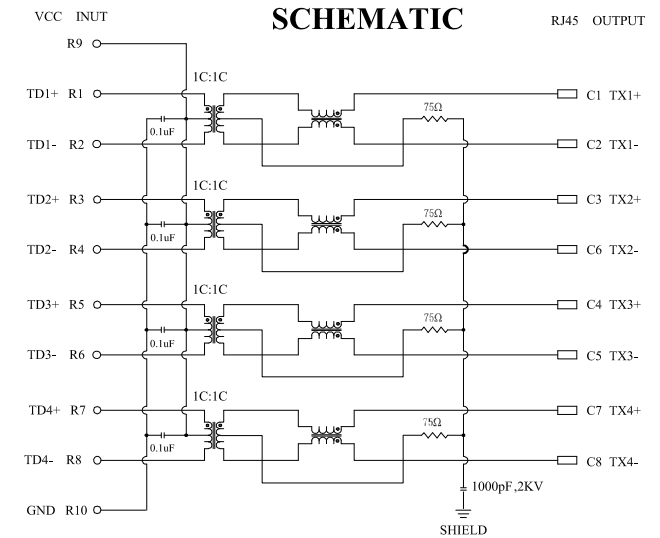 VCC INUT SCHEMATIC RJ45 OUTPUT
R9
1C:1C
TD1+ R1 75Ω C1 TX1+
0.1uF
TD1- R2 C2 TX1-
1C:1C
TD2+ R3 75Ω C3 TX2+
0.1uF
TD2- R4 C6 TX2-
1C:1C
TD3+ R5 75Ω C4 TX3+
0.1uF
TD3- R6 C5 TX3-
1C:1C
TD4+ R7 75Ω C7 TX4+
0.1uF
TD4- R8 C8 TX4-
1000pF,2KV
GND R10
SHIELD